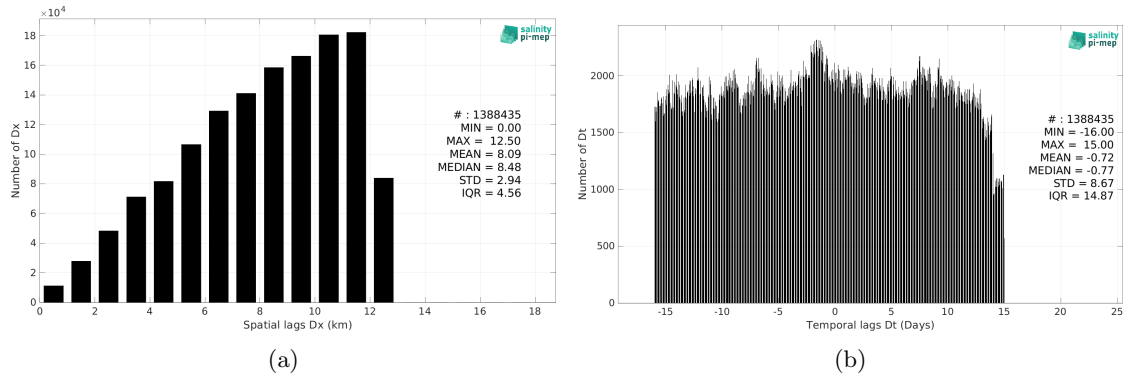 ×10⁴
18
16
14
12
10
8
6
4
2
0
Number of Dx
0 2 4 6 8 10 12 14 16 18
Spatial lags Dx (km)
salinity
pi-mep
# : 1388435
MIN = 0.00
MAX = 12.50
MEAN = 8.09
MEDIAN = 8.48
STD = 2.94
IQR = 4.56
(a)
2000
1500
1000
500
0
Number of Dt
-15 -10 -5 0 5 10 15 20 25
Temporal lags Dt (Days)
salinity
pi-mep
# : 1388435
MIN = -16.00
MAX = 15.00
MEAN = -0.72
MEDIAN = -0.77
STD = 8.67
IQR = 14.87
(b)